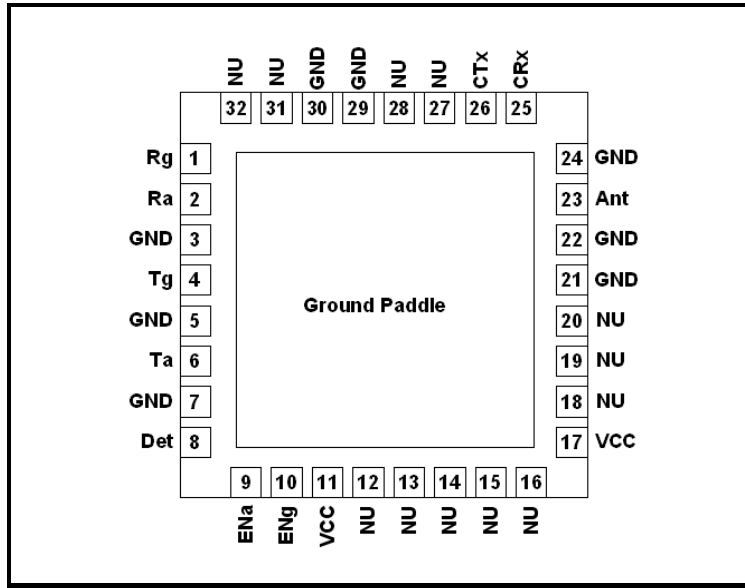 NU NU GND GND NU NU CTx CRx
32 31 30 29 28 27 26 25
Rg 1 24 GND
Ra 2 23 Ant
GND 3 22 GND
Tg 4 21 GND
Ground Paddle
GND 5 20 NU
Ta 6 19 NU
GND 7 18 NU
Det 8 17 VCC
9 10 11 12 13 14 15 16
ENa ENg VCC NU NU NU NU NU